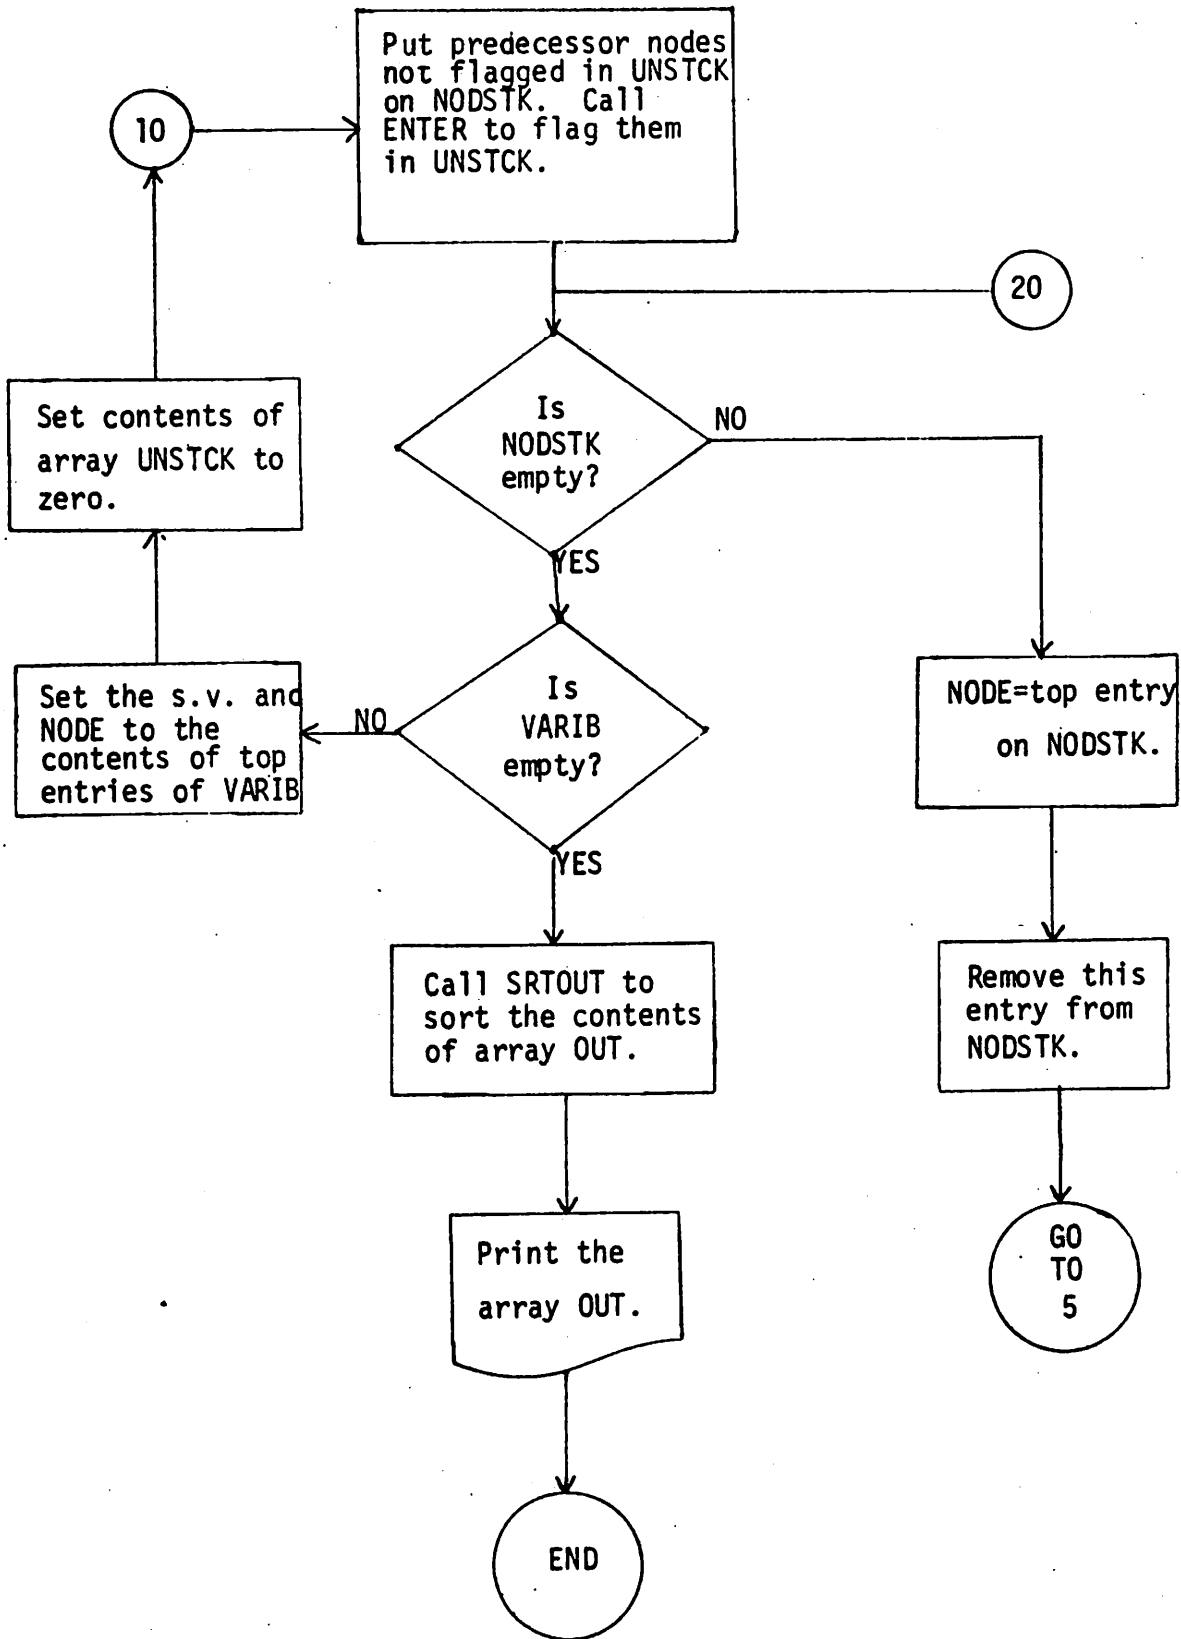 Put predecessor nodes
not flagged in UNSTCK
on NODSTK. Call
ENTER to flag them
in UNSTCK.
10
20
Is
NODSTK
empty?
NO
YES
Set contents of
array UNSTCK to
zero.
Set the s.v. and
NODE to the
contents of top
entries of VARIB
NO
Is
VARIB
empty?
YES
NODE=top entry
on NODSTK.
Call SRTOUT to
sort the contents
of array OUT.
Remove this
entry from
NODSTK.
Print the
array OUT.
GO
TO
5
END